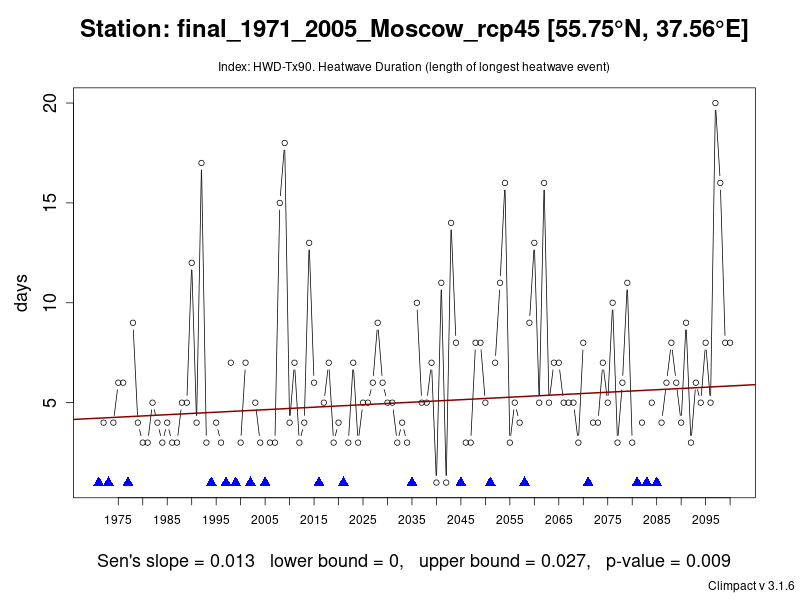 Station: final_1971_2005_Moscow_rcp45 [55.75°N, 37.56°E]
Index: HWD-Tx90. Heatwave Duration (length of longest heatwave event)
days
20
15
10
5
1975 1985 1995 2005 2015 2025 2035 2045 2055 2065 2075 2085 2095
Sen's slope = 0.013 lower bound = 0, upper bound = 0.027, p-value = 0.009
Climpact v 3.1.6